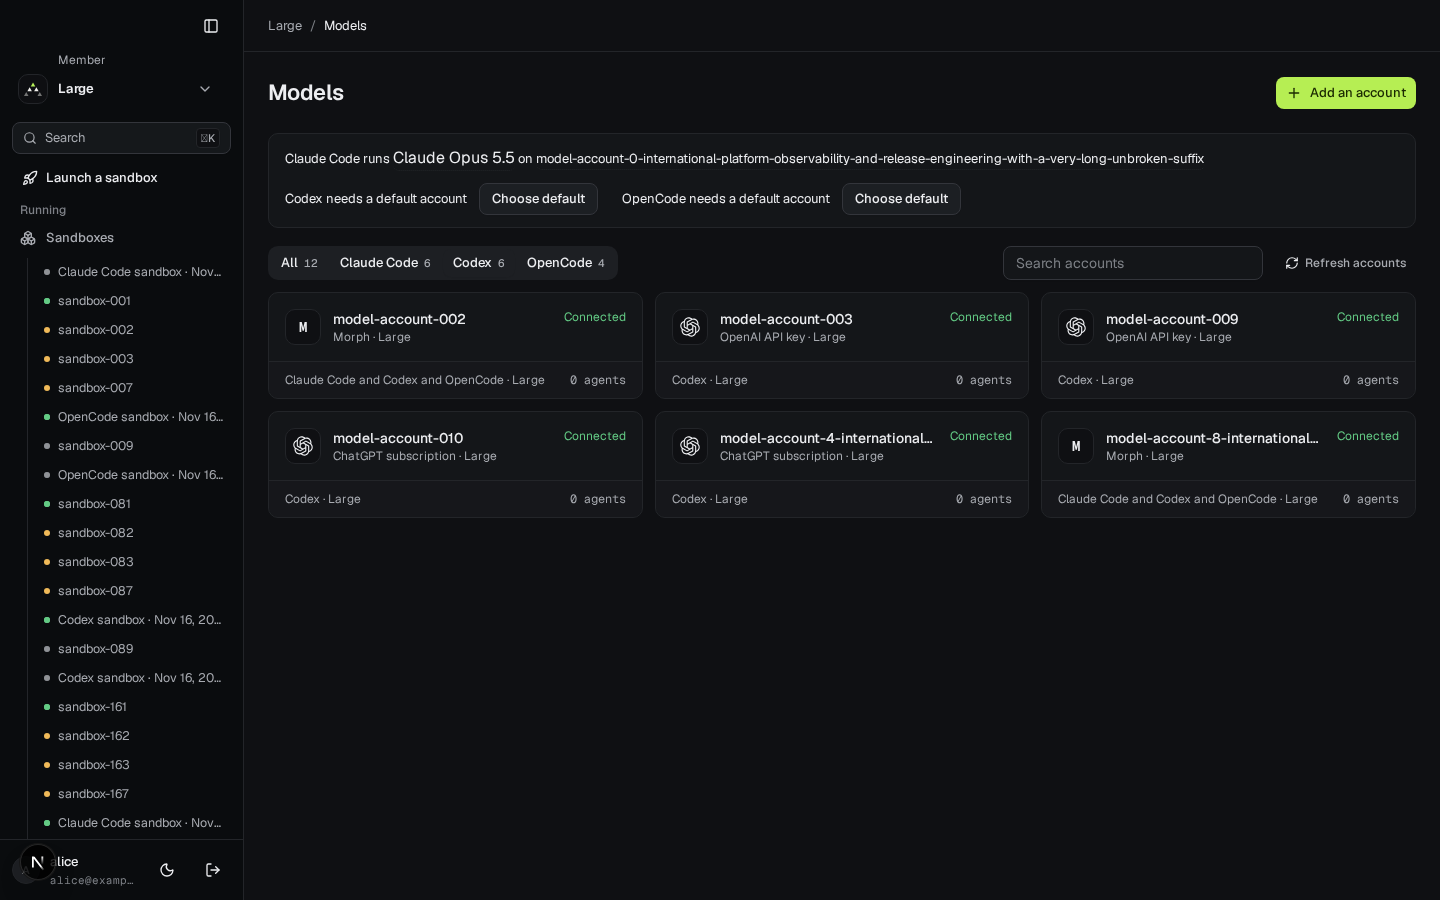 Member
Large
Search
K
Launch a sandbox
Running
Sandboxes
Claude Code sandbox · Nov…
sandbox-001
sandbox-002
sandbox-003
sandbox-007
OpenCode sandbox · Nov 16…
sandbox-009
OpenCode sandbox · Nov 16…
sandbox-081
sandbox-082
sandbox-083
sandbox-087
Codex sandbox · Nov 16, 20…
sandbox-089
Codex sandbox · Nov 16, 20…
sandbox-161
sandbox-162
sandbox-163
sandbox-167
Claude Code sandbox · Nov…
N
alice
alice@examp…
Large / Models
Models
Add an account
Claude Code runs Claude Opus 5.5 on model-account-0-international-platform-observability-and-release-engineering-with-a-very-long-unbroken-suffix
Codex needs a default account Choose default OpenCode needs a default account Choose default
All 12 Claude Code 6 Codex 6 OpenCode 4
Search accounts
Refresh accounts
M
model-account-002
Connected
Morph · Large
Claude Code and Codex and OpenCode · Large
0 agents
model-account-003
Connected
OpenAI API key · Large
Codex · Large
0 agents
model-account-009
Connected
OpenAI API key · Large
Codex · Large
0 agents
model-account-010
Connected
ChatGPT subscription · Large
Codex · Large
0 agents
model-account-4-international…
Connected
ChatGPT subscription · Large
Codex · Large
0 agents
M
model-account-8-international…
Connected
Morph · Large
Claude Code and Codex and OpenCode · Large
0 agents